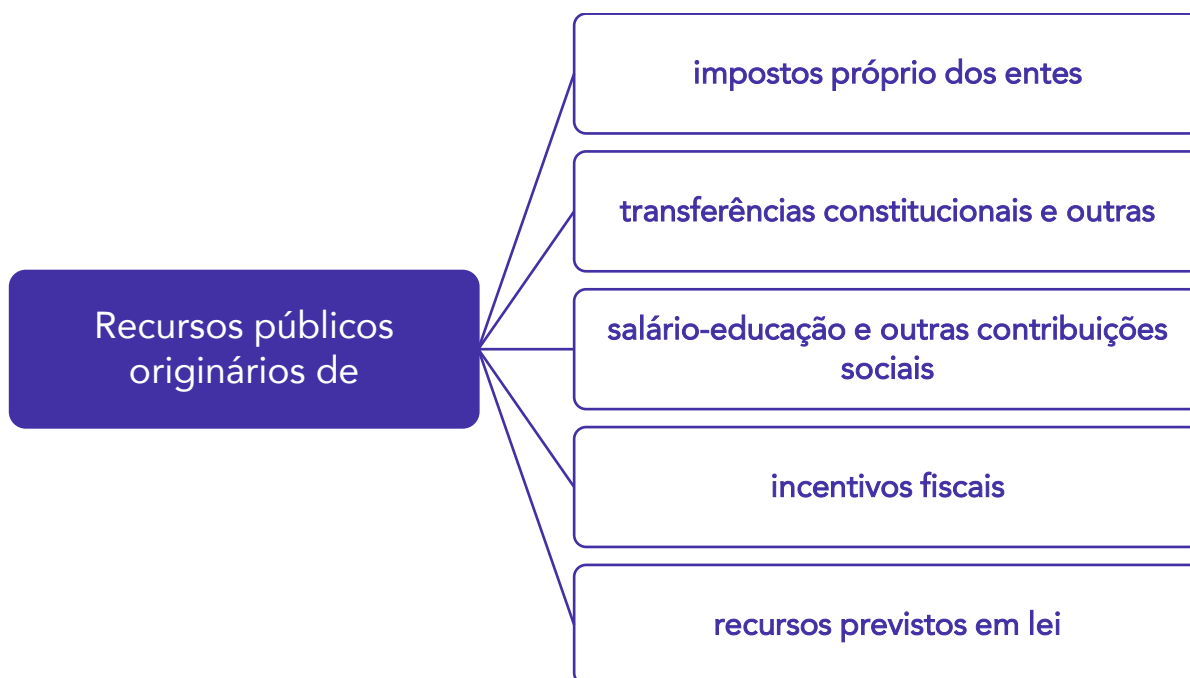 impostos próprio dos entes
transferências constitucionais e outras
Recursos públicos
originários de
salário-educação e outras contribuições
sociais
incentivos fiscais
recursos previstos em lei